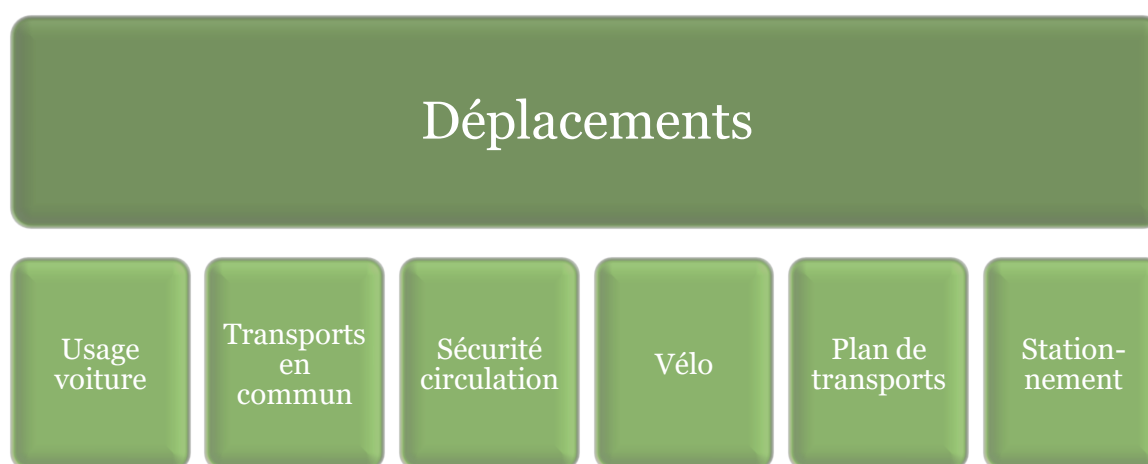 Déplacements
Usage
voiture
Transports
en
commun
Sécurité
circulation
Vélo
Plan de
transports
Station-
nement